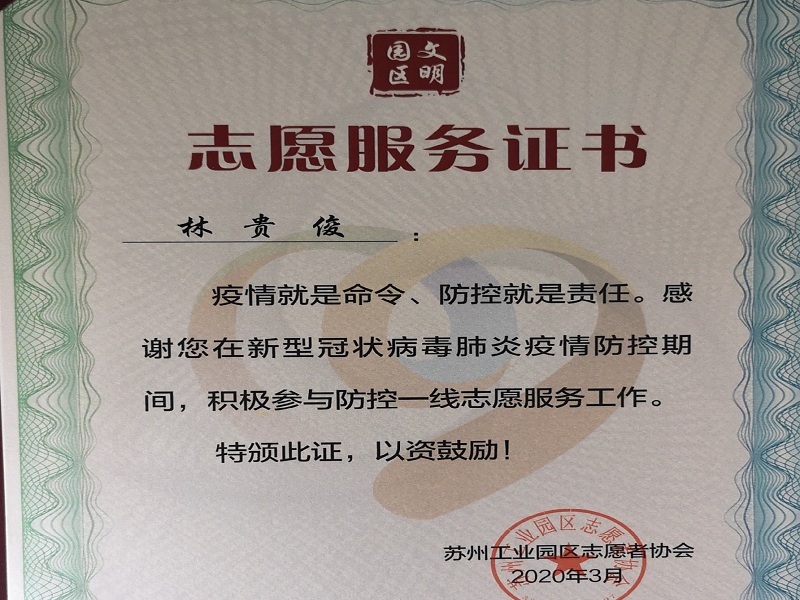 文明
园区
志愿服务证书
林贵俊：
疫情就是命令、防控就是责任。感
谢您在新型冠状病毒肺炎疫情防控期
间，积极参与防控一线志愿服务工作。
特颁此证，以资鼓励！
苏州工业园区志愿者协会
2020年3月